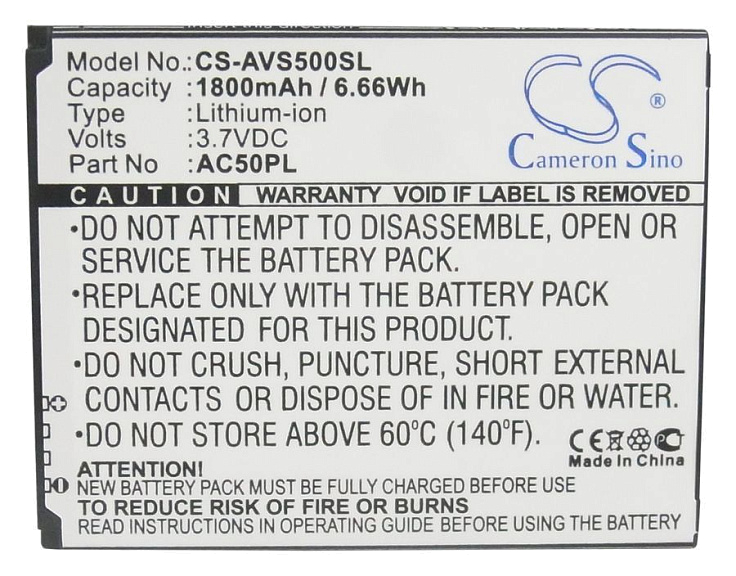 Model No.: CS-AVS500SL
Capacity : 1800mAh / 6.66Wh
Type : Lithium-ion
Volts : 3.7VDC
Part No : AC50PL
CS ®
Cameron Sino
CAUTION WARRANTY VOID IF LABEL IS REMOVED
•DO NOT ATTEMPT TO DISASSEMBLE, OPEN OR
SERVICE THE BATTERY PACK.
•REPLACE ONLY WITH A BATTERY PACK
DESIGNATED FOR THIS PRODUCT.
•DO NOT CRUSH, PUNCTURE, SHORT EXTERNAL
CONTACTS OR DISPOSE OF IN FIRE OR WATER.
•DO NOT STORE ABOVE 60°C (140°F).
CE
Made In China
ATTENTION!
NEW BATTERY PACK MUST BE FULLY CHARGED BEFORE USE
TO REDUCE RISK OF FIRE OR BURNS
READ INSTRUCTIONS IN OPERATING GUIDE BEFORE USING THE BATTERY